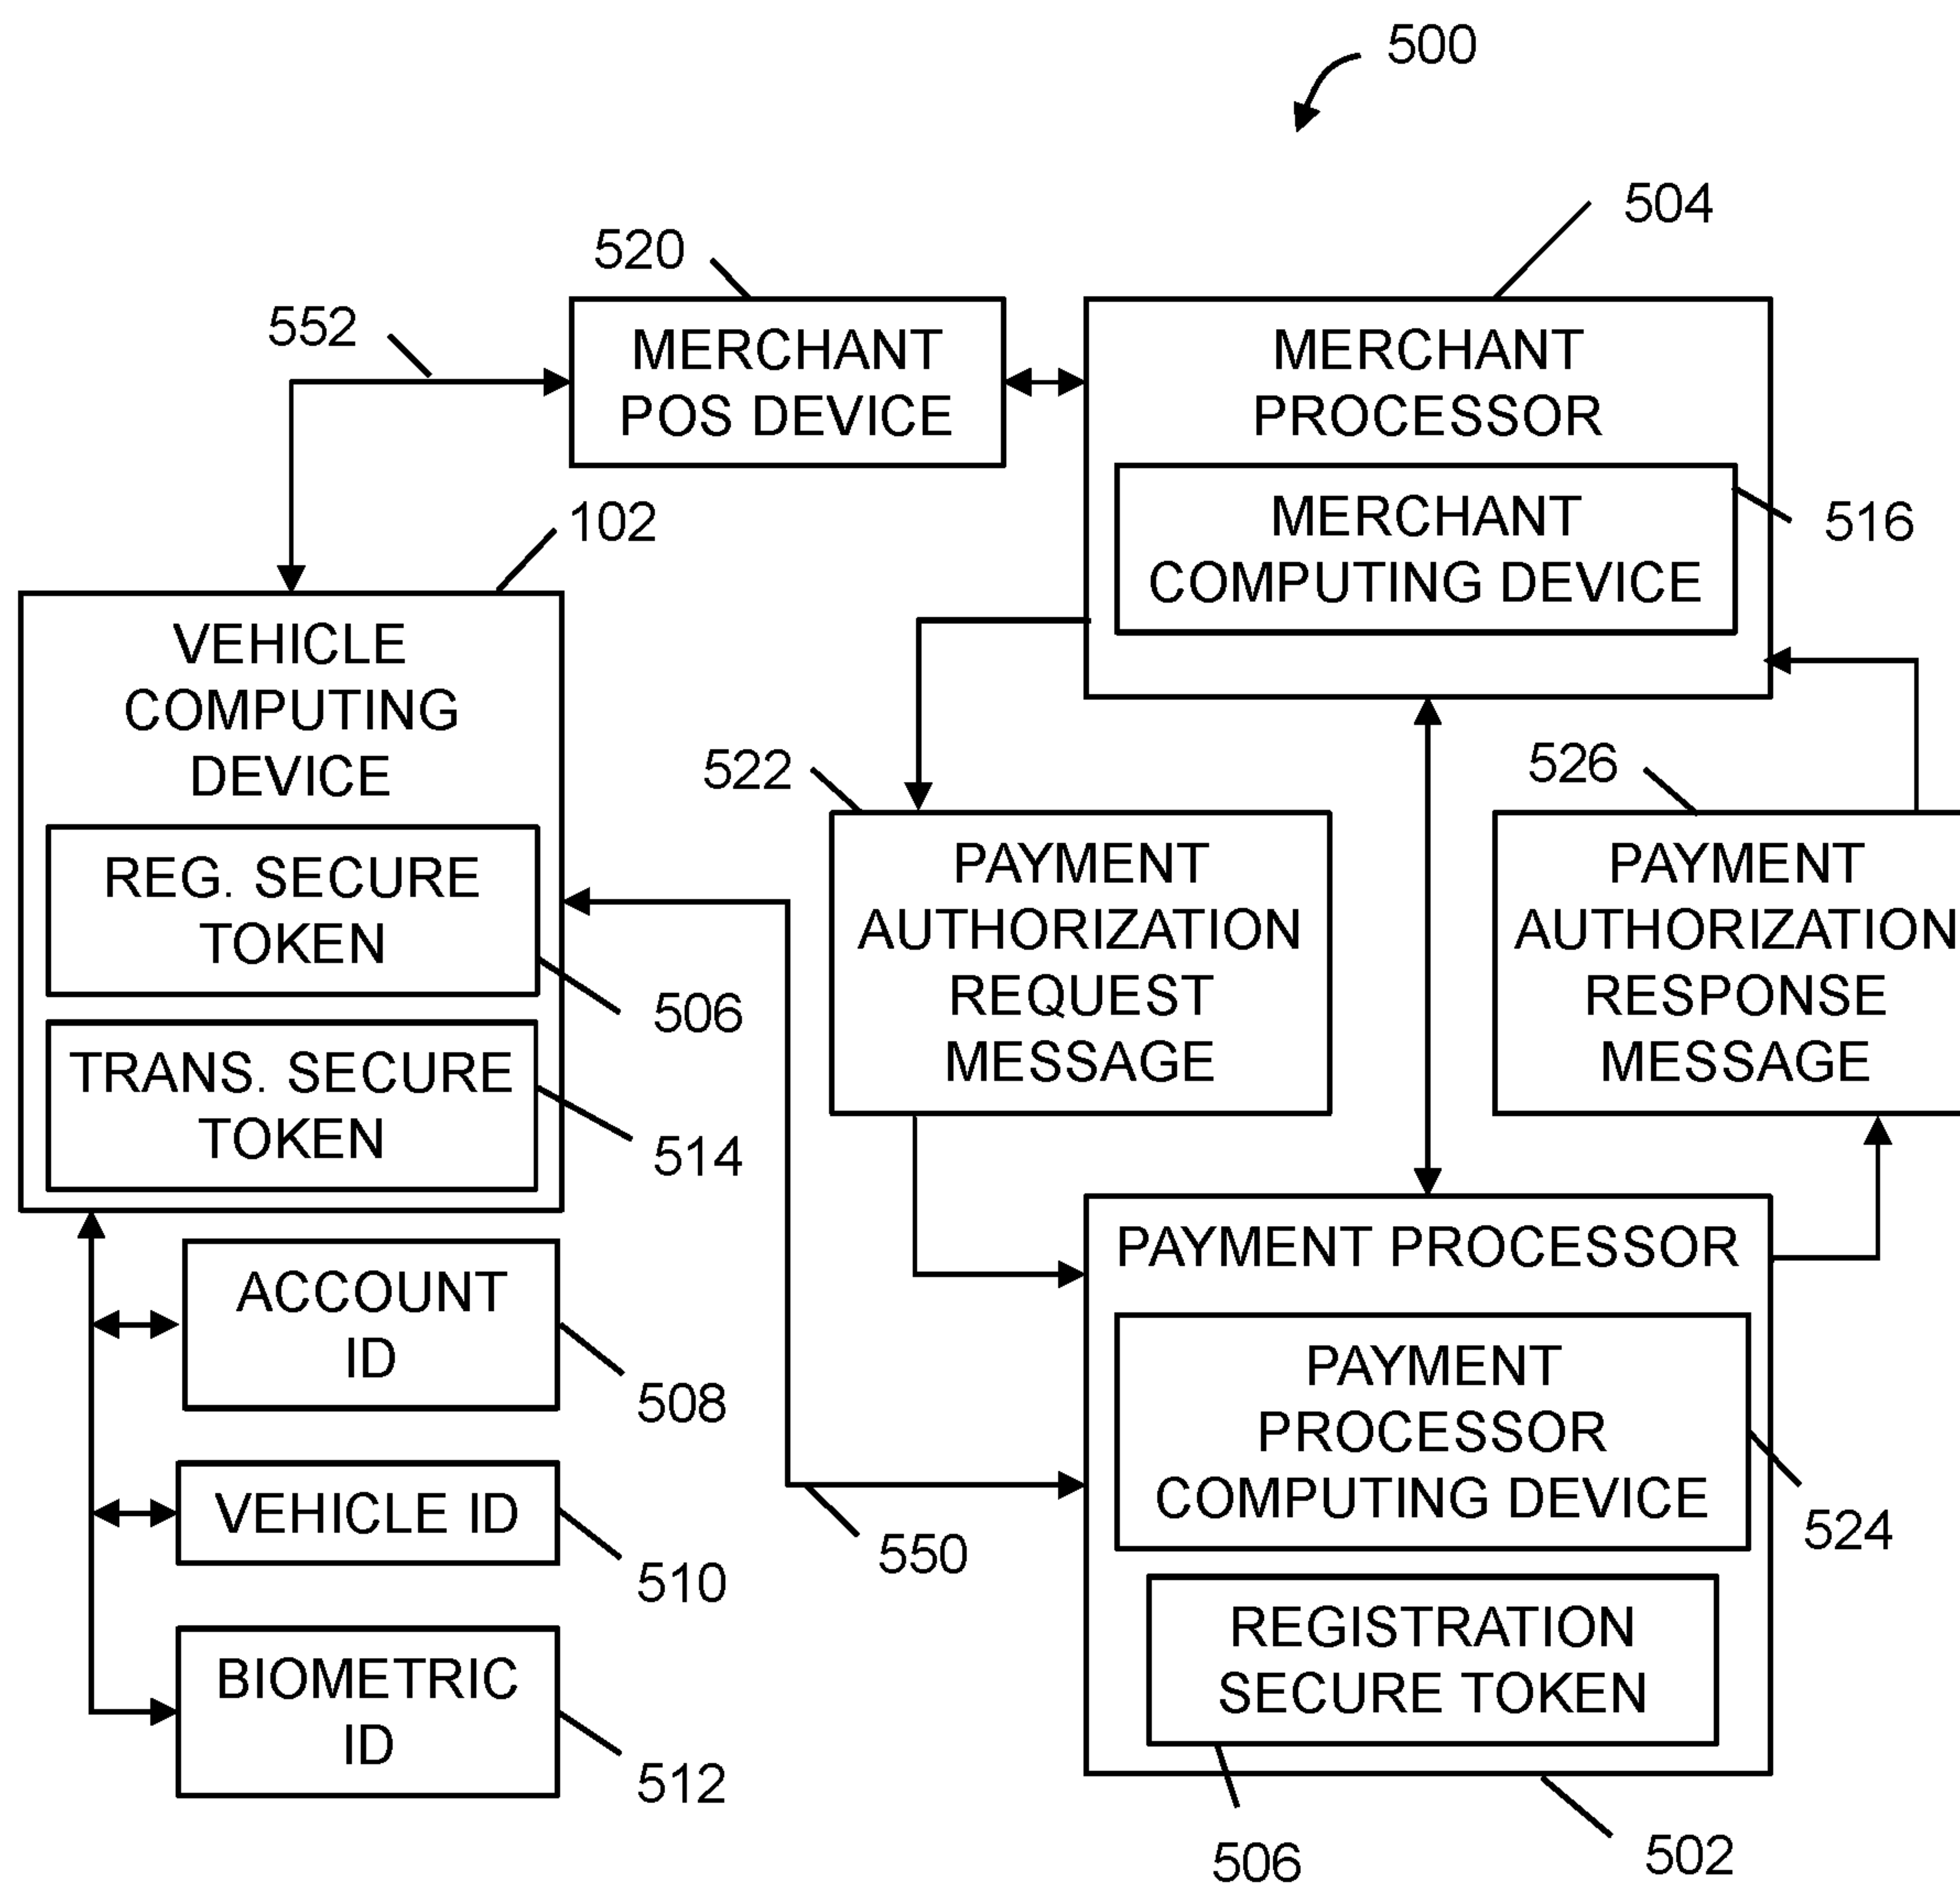 500
504
520
552
MERCHANT
POS DEVICE
MERCHANT
PROCESSOR
MERCHANT
COMPUTING DEVICE
516
102
VEHICLE
COMPUTING
DEVICE
REG. SECURE
TOKEN
506
TRANS. SECURE
TOKEN
514
522
PAYMENT
AUTHORIZATION
REQUEST
MESSAGE
526
PAYMENT
AUTHORIZATION
RESPONSE
MESSAGE
ACCOUNT
ID
508
VEHICLE ID
510
BIOMETRIC
ID
512
550
PAYMENT PROCESSOR
PAYMENT
PROCESSOR
COMPUTING DEVICE
524
REGISTRATION
SECURE TOKEN
506
502